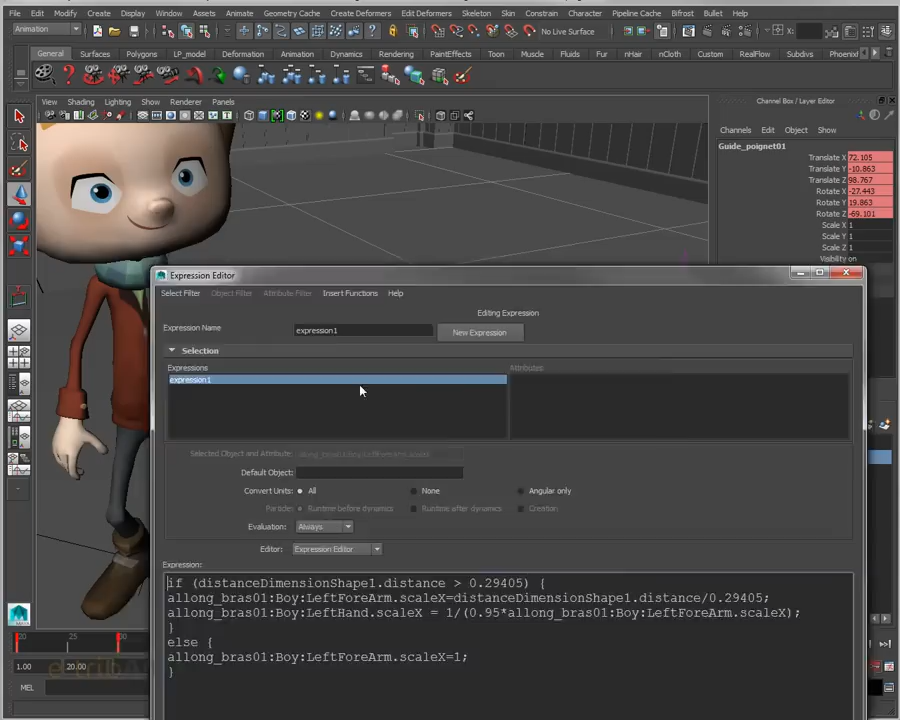 File Edit Modify Create Display Window Assets Animate Geometry Cache Create Deformers Edit Deformers Skeleton Skin Constrain Character Pipeline Cache Bifrost Muscle Bullet Help
Animation
No Live Surface
X:
Y:
General Surfaces Polygons LP_model Deformation Animation Dynamics Rendering PaintEffects Toon Muscle Fluids Fur nHair nCloth Custom RealFlow Subdivs Phoenix
View Shading Lighting Show Renderer Panels
Channel Box / Layer Editor
Channels Edit Object Show
Guide_poignet01
Translate X 72.105
Translate Y -10.863
Translate Z 98.767
Rotate X -27.443
Rotate Y 19.863
Rotate Z -69.101
Scale X 1
Scale Y 1
Scale Z 1
Visibility on
Expression Editor
Select Filter Object Filter Attribute Filter Insert Functions Help
Editing Expression
Expression Name expression1 New Expression
Selection
Expressions Attributes:
expression1
Selected Object and Attribute: allong_bras01:Boy:LeftForeArm.scaleX
Default Object:
Convert Units: All None Angular only
Particle: Runtime before dynamics Runtime after dynamics Creation
Evaluation: Always
Editor: Expression Editor
Expression:
if (distanceDimensionShape1.distance > 0.29405) {
allong_bras01:Boy:LeftForeArm.scaleX=distanceDimensionShape1.distance/0.29405;
allong_bras01:Boy:LeftHand.scaleX = 1/(0.95*allong_bras01:Boy:LeftForeArm.scaleX);
}
else {
allong_bras01:Boy:LeftForeArm.scaleX=1;
}
20 25 30
1.00 20.00
MEL